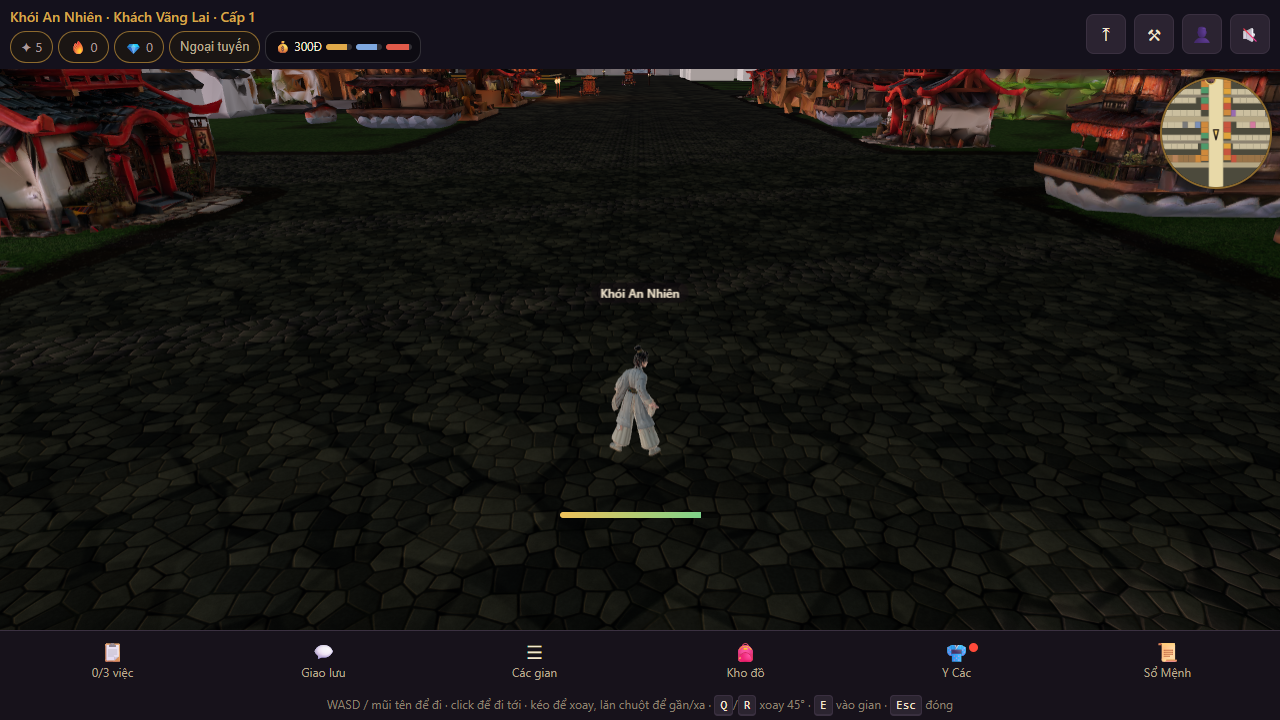 Khói An Nhiên · Khách Vãng Lai · Cấp 1
5
0
0
Ngoại tuyến
300Đ
Khói An Nhiên
0/3 việc
Giao lưu
Các gian
Kho đồ
Y Các
Sổ Mệnh
WASD / mũi tên để đi · click để đi tới · kéo để xoay, lăn chuột để gần/xa · Q / R xoay 45° · E vào gian · Esc đóng